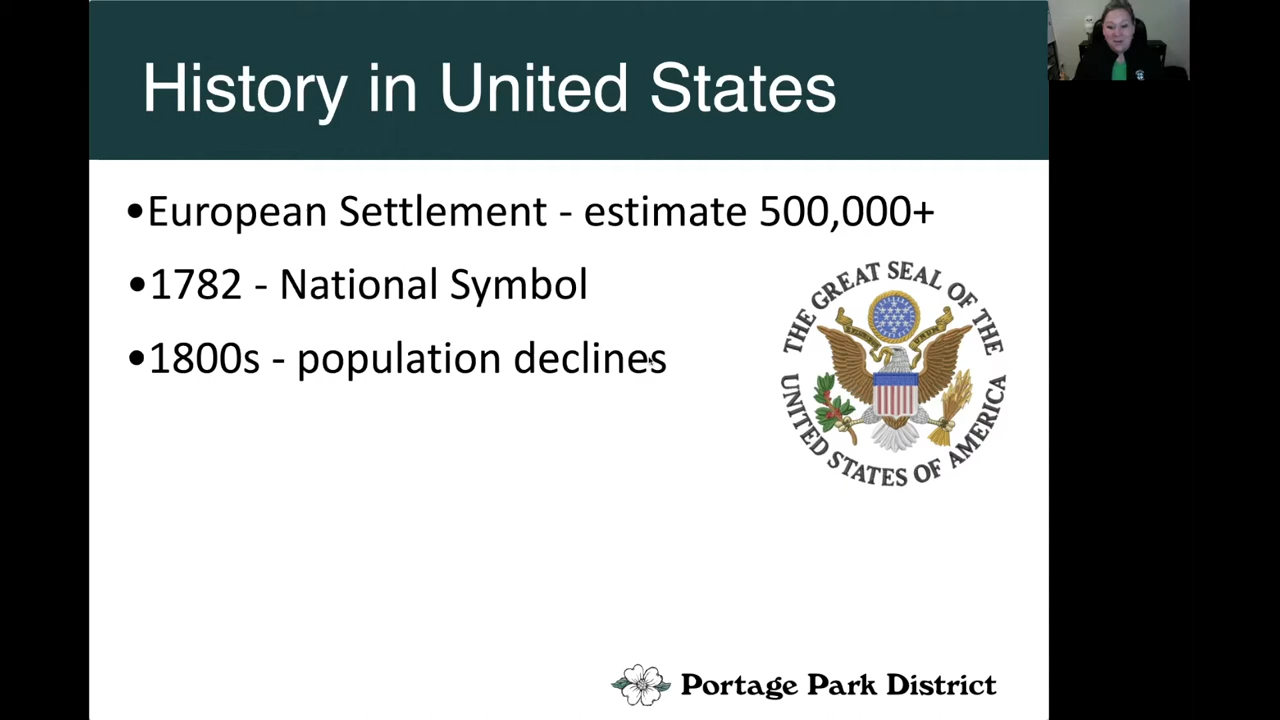 History in United States
•European Settlement - estimate 500,000+
•1782 - National Symbol
•1800s - population declines
THE GREAT SEAL OF THE
UNITED STATES OF AMERICA
Portage Park District